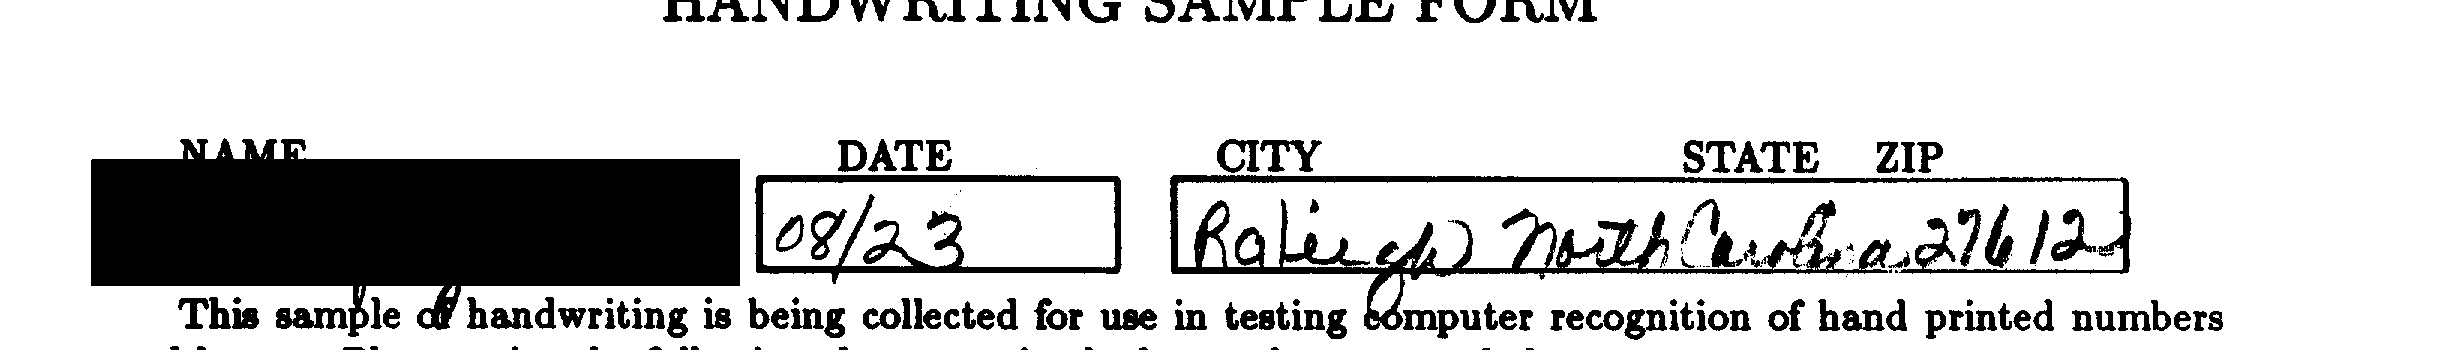 HANDWRITING SAMPLE FORM
NAME DATE CITY STATE ZIP
08/23 Raleigh North Carolina 27612
This sample of handwriting is being collected for use in testing computer recognition of hand printed numbers